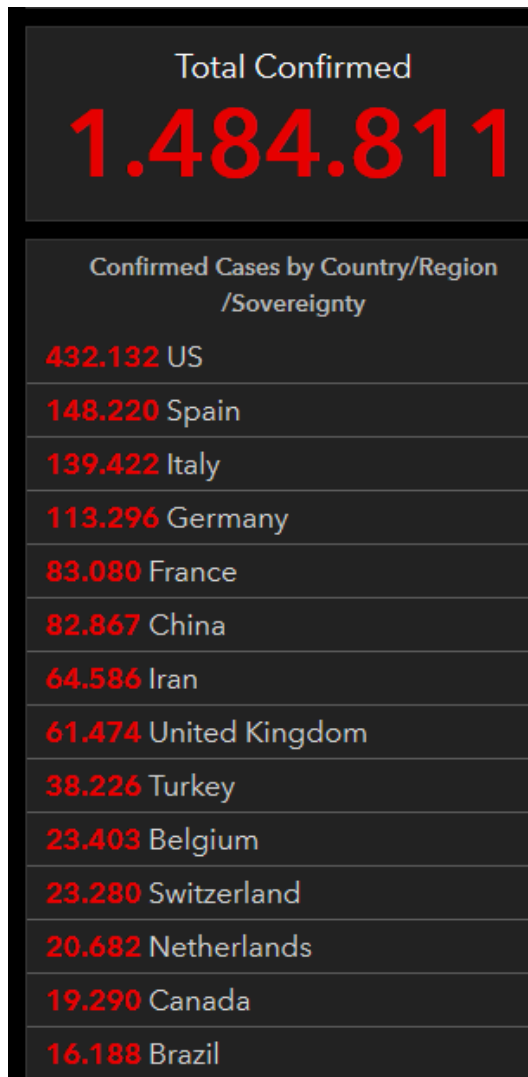 Total Confirmed
1.484.811
Confirmed Cases by Country/Region
/Sovereignty
432.132 US
148.220 Spain
139.422 Italy
113.296 Germany
83.080 France
82.867 China
64.586 Iran
61.474 United Kingdom
38.226 Turkey
23.403 Belgium
23.280 Switzerland
20.682 Netherlands
19.290 Canada
16.188 Brazil